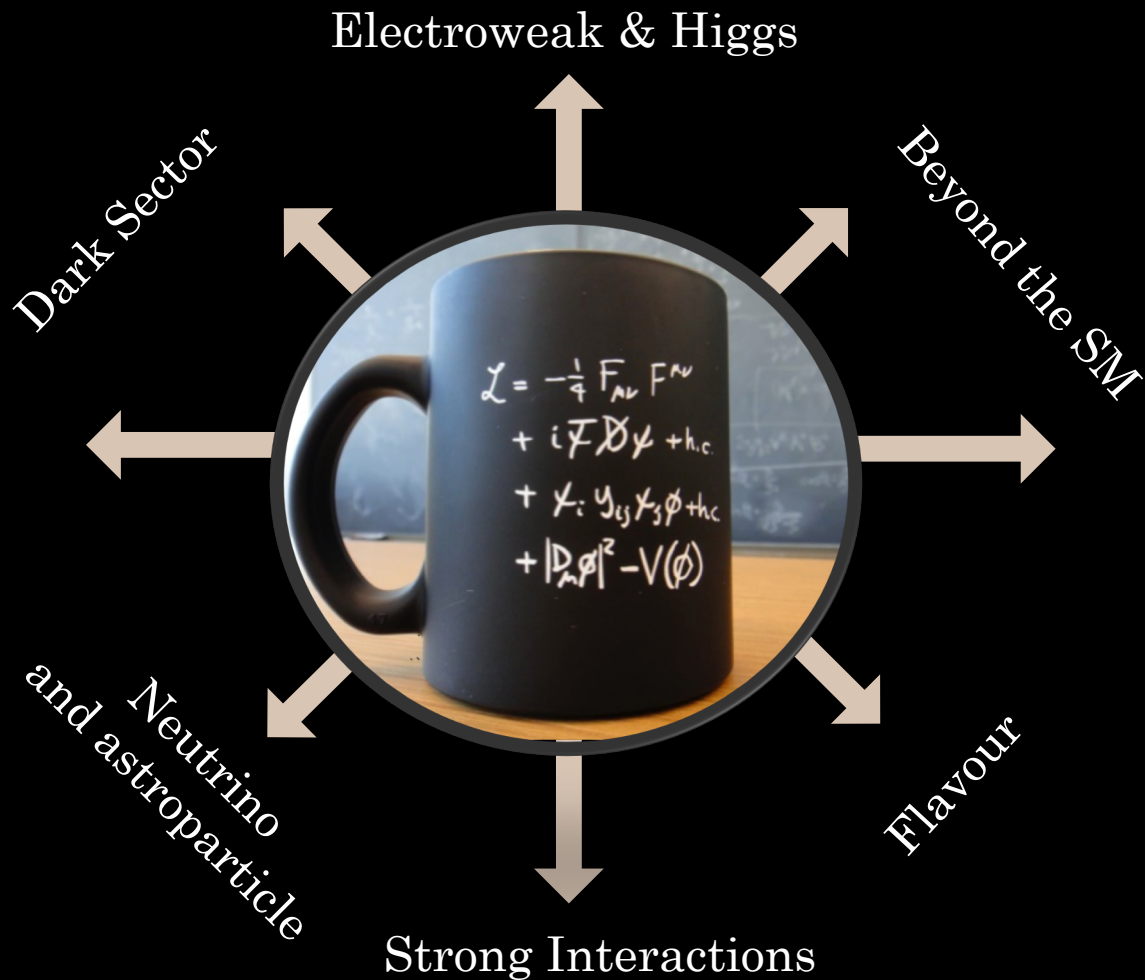 Electroweak & Higgs
Dark Sector
Beyond the SM
ℒ = -¼ F_μν F^μν
+ iψ̄D̸ψ +h.c.
+ ψ_i y_ij ψ_j φ +h.c.
+ |D_μ φ|² - V(φ)
Neutrino
and astroparticle
Flavour
Strong Interactions